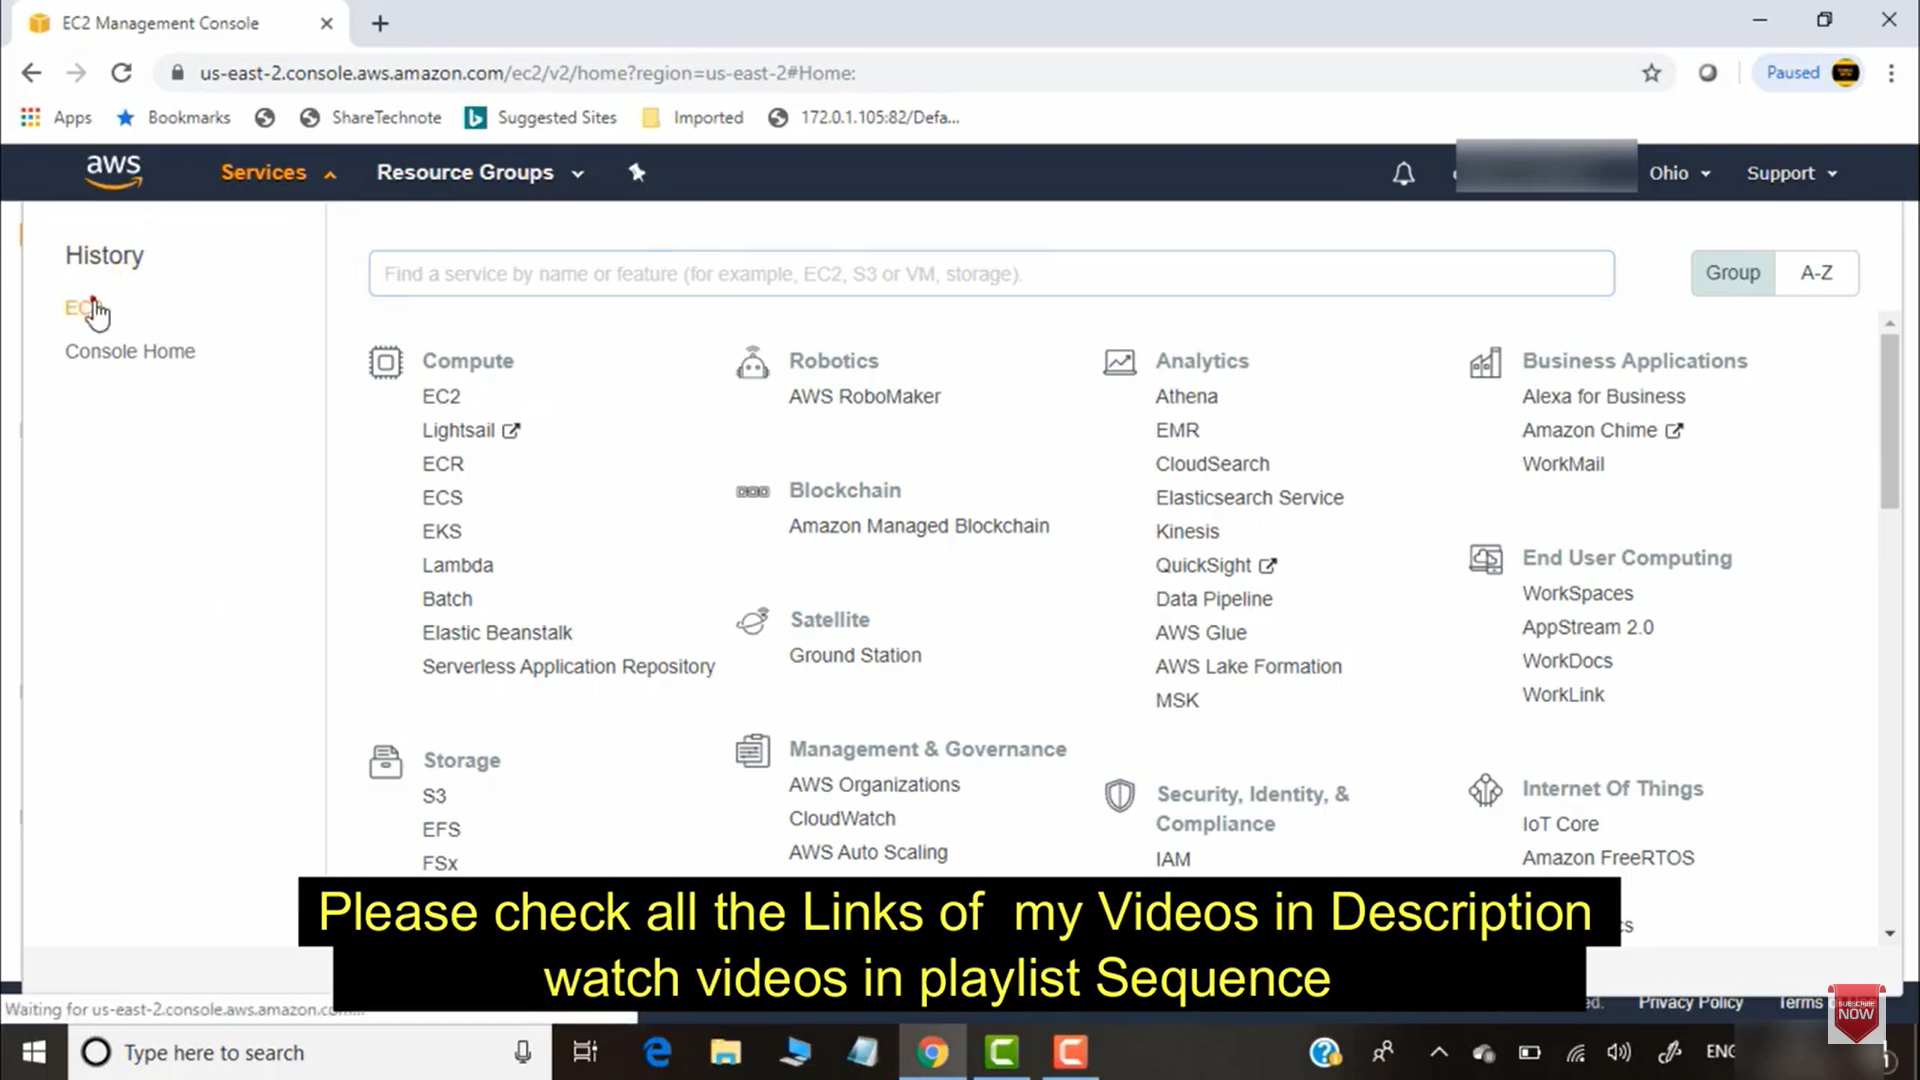 EC2 Management Console
us-east-2.console.aws.amazon.com/ec2/v2/home?region=us-east-2#Home:
Paused
Apps
Bookmarks
ShareTechnote
Suggested Sites
Imported
172.0.1.105:82/Defa...
aws
Services
Resource Groups
Ohio
Support
History
Console Home
Find a service by name or feature (for example, EC2, S3 or VM, storage).
Group
A-Z
Compute
EC2
Lightsail
ECR
ECS
EKS
Lambda
Batch
Elastic Beanstalk
Serverless Application Repository
Storage
S3
EFS
FSx
Robotics
AWS RoboMaker
Blockchain
Amazon Managed Blockchain
Satellite
Ground Station
Management & Governance
AWS Organizations
CloudWatch
AWS Auto Scaling
Analytics
Athena
EMR
CloudSearch
Elasticsearch Service
Kinesis
QuickSight
Data Pipeline
AWS Glue
AWS Lake Formation
MSK
Security, Identity, &
Compliance
IAM
Business Applications
Alexa for Business
Amazon Chime
WorkMail
End User Computing
WorkSpaces
AppStream 2.0
WorkDocs
WorkLink
Internet Of Things
IoT Core
Amazon FreeRTOS
Please check all the Links of my Videos in Description
watch videos in playlist Sequence
Waiting for us-east-2.console.aws.amazon.com...
Privacy Policy
Terms
SUBSCRIBE
NOW
Type here to search
ENG